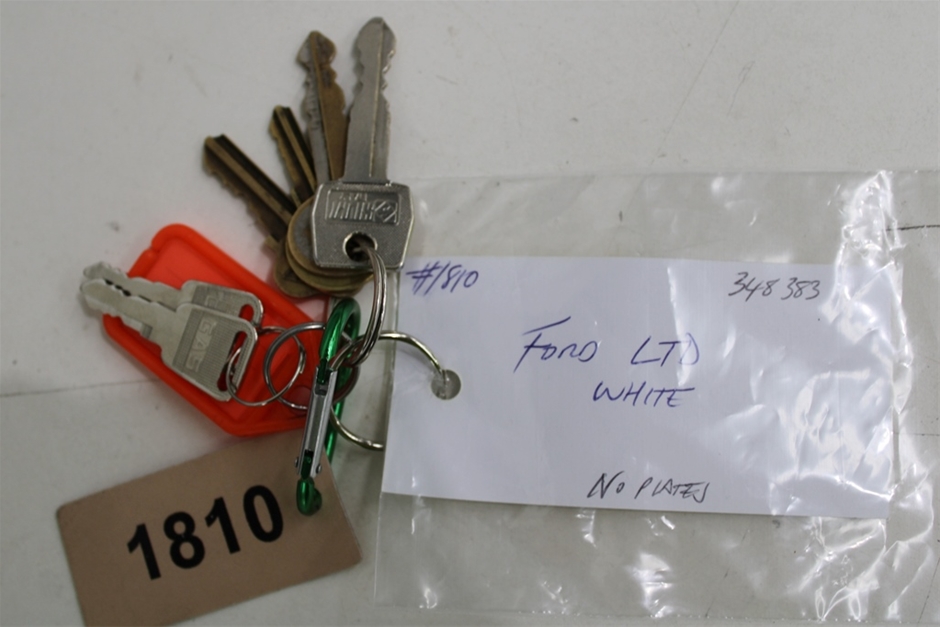 #1810
348 383
FORD LTD
WHITE
NO PLATES
1810